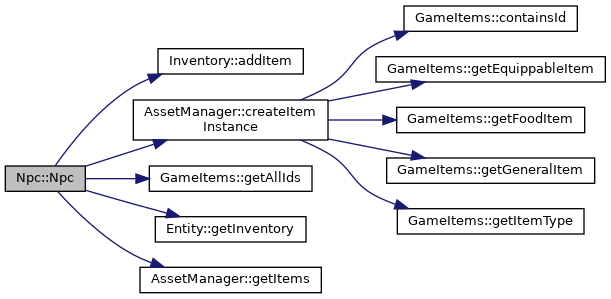 Npc::Npc
Inventory::addItem
AssetManager::createItem
Instance
GameItems::getAllIds
Entity::getInventory
AssetManager::getItems
GameItems::containsId
GameItems::getEquippableItem
GameItems::getFoodItem
GameItems::getGeneralItem
GameItems::getItemType